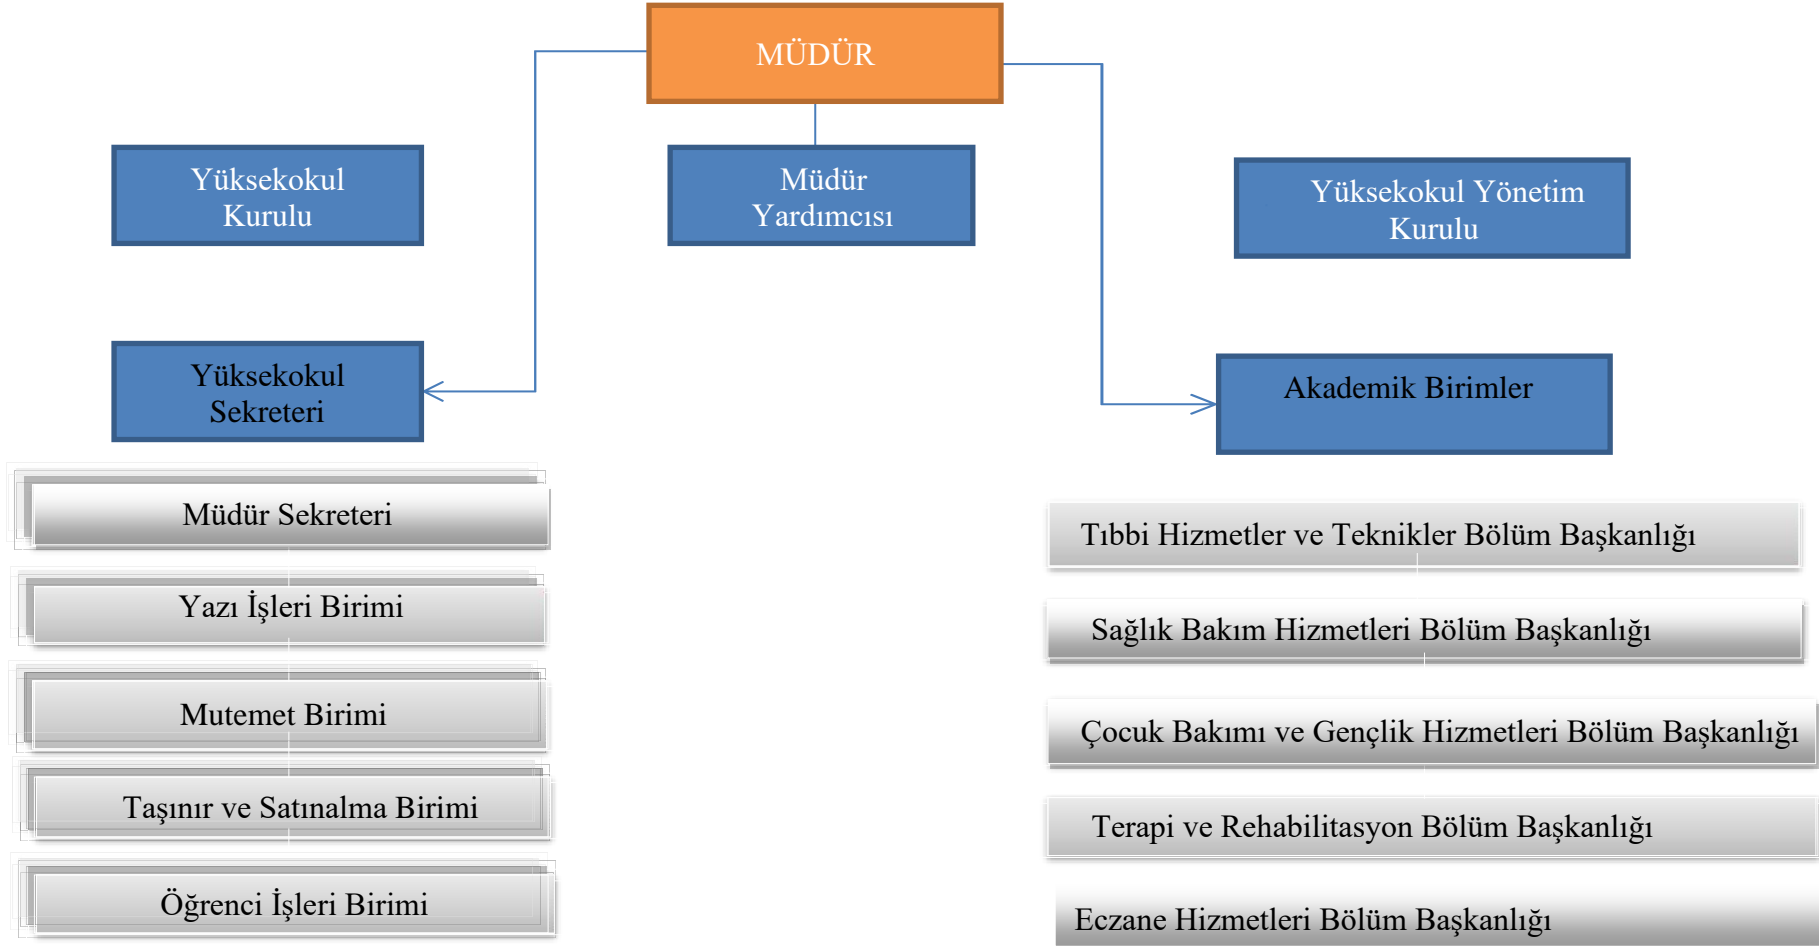 MÜDÜR
Yüksekokul
Kurulu
Müdür
Yardımcısı
Yüksekokul Yönetim
Kurulu
Yüksekokul
Sekreteri
Akademik Birimler
Müdür Sekreteri
Yazı İşleri Birimi
Mutemet Birimi
Taşınır ve Satınalma Birimi
Öğrenci İşleri Birimi
Tıbbi Hizmetler ve Teknikler Bölüm Başkanlığı
Sağlık Bakım Hizmetleri Bölüm Başkanlığı
Çocuk Bakımı ve Gençlik Hizmetleri Bölüm Başkanlığı
Terapi ve Rehabilitasyon Bölüm Başkanlığı
Eczane Hizmetleri Bölüm Başkanlığı